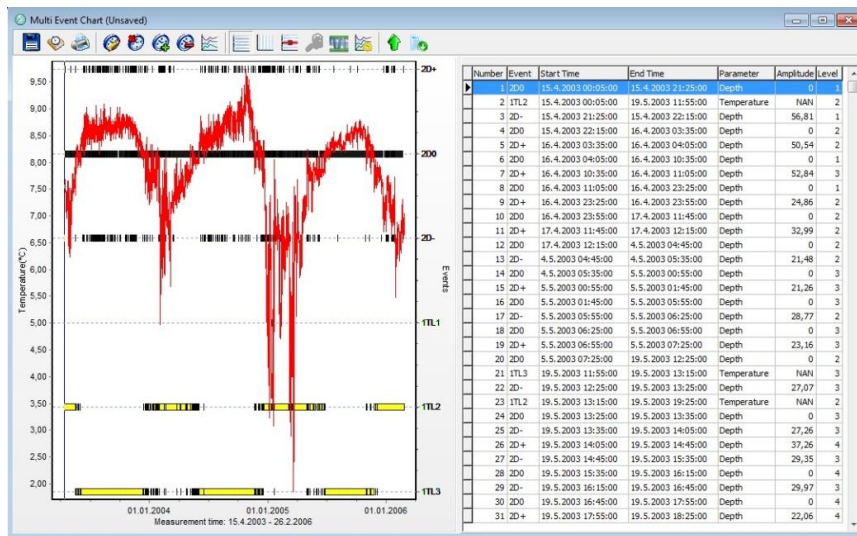 Multi Event Chart (Unsaved)
9,50
9,00
8,50
8,00
7,50
7,00
6,50
6,00
5,50
5,00
4,50
4,00
3,50
3,00
2,50
2,00
Temperature(°C)
2D+
2D0
2D-
1TL1
1TL2
1TL3
Events
01.01.2004 01.01.2005 01.01.2006
Measurement time: 15.4.2003 - 26.2.2006
Number Event Start Time End Time Parameter Amplitude Level
1 2D0 15.4.2003 00:05:00 15.4.2003 21:25:00 Depth 0 1
2 1TL2 15.4.2003 00:05:00 19.5.2003 11:55:00 Temperature NAN 2
3 2D- 15.4.2003 21:25:00 15.4.2003 22:15:00 Depth 56,81 1
4 2D0 15.4.2003 22:15:00 16.4.2003 03:35:00 Depth 0 2
5 2D+ 16.4.2003 03:35:00 16.4.2003 04:05:00 Depth 50,54 2
6 2D0 16.4.2003 04:05:00 16.4.2003 10:35:00 Depth 0 1
7 2D+ 16.4.2003 10:35:00 16.4.2003 11:05:00 Depth 52,84 3
8 2D0 16.4.2003 11:05:00 16.4.2003 23:25:00 Depth 0 1
9 2D+ 16.4.2003 23:25:00 16.4.2003 23:55:00 Depth 24,86 2
10 2D0 16.4.2003 23:55:00 17.4.2003 11:45:00 Depth 0 2
11 2D+ 17.4.2003 11:45:00 17.4.2003 12:15:00 Depth 32,99 2
12 2D0 17.4.2003 12:15:00 4.5.2003 04:45:00 Depth 0 2
13 2D- 4.5.2003 04:45:00 4.5.2003 05:35:00 Depth 21,48 2
14 2D0 4.5.2003 05:35:00 5.5.2003 00:55:00 Depth 0 3
15 2D+ 5.5.2003 00:55:00 5.5.2003 01:45:00 Depth 21,26 3
16 2D0 5.5.2003 01:45:00 5.5.2003 05:55:00 Depth 0 3
17 2D- 5.5.2003 05:55:00 5.5.2003 06:25:00 Depth 28,77 2
18 2D0 5.5.2003 06:25:00 5.5.2003 06:55:00 Depth 0 3
19 2D+ 5.5.2003 06:55:00 5.5.2003 07:25:00 Depth 23,16 3
20 2D0 5.5.2003 07:25:00 19.5.2003 12:25:00 Depth 0 2
21 1TL3 19.5.2003 11:55:00 19.5.2003 13:15:00 Temperature NAN 3
22 2D- 19.5.2003 12:25:00 19.5.2003 13:25:00 Depth 27,07 3
23 1TL2 19.5.2003 13:15:00 19.5.2003 19:25:00 Temperature NAN 2
24 2D0 19.5.2003 13:25:00 19.5.2003 13:35:00 Depth 0 3
25 2D- 19.5.2003 13:35:00 19.5.2003 14:05:00 Depth 27,26 3
26 2D+ 19.5.2003 14:05:00 19.5.2003 14:45:00 Depth 37,26 4
27 2D- 19.5.2003 14:45:00 19.5.2003 15:35:00 Depth 29,35 3
28 2D0 19.5.2003 15:35:00 19.5.2003 16:15:00 Depth 0 4
29 2D- 19.5.2003 16:15:00 19.5.2003 16:45:00 Depth 29,97 3
30 2D0 19.5.2003 16:45:00 19.5.2003 17:55:00 Depth 0 4
31 2D+ 19.5.2003 17:55:00 19.5.2003 18:25:00 Depth 22,06 4